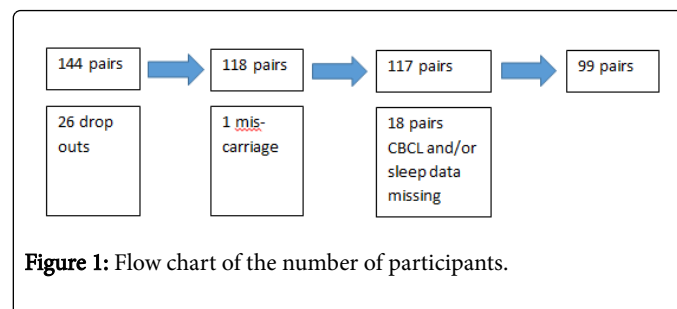 144 pairs
118 pairs
117 pairs
99 pairs
26 drop
outs
1 mis-
carriage
18 pairs
CBCL and/or
sleep data
missing
Figure 1: Flow chart of the number of participants.